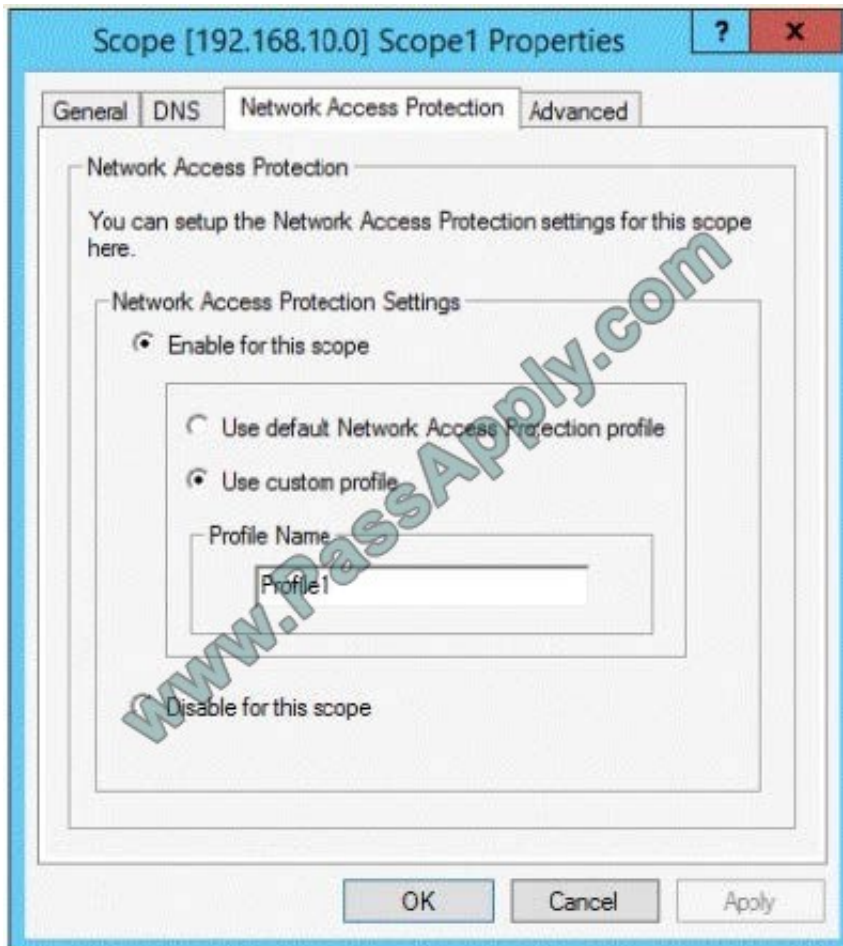 Scope [192.168.10.0] Scope1 Properties
? x
General DNS Network Access Protection Advanced
Network Access Protection
You can setup the Network Access Protection settings for this scope
here.
Network Access Protection Settings
Enable for this scope
Use default Network Access Protection profile
Use custom profile
Profile Name
Profile1
Disable for this scope
OK Cancel Apply
www.PassApply.com